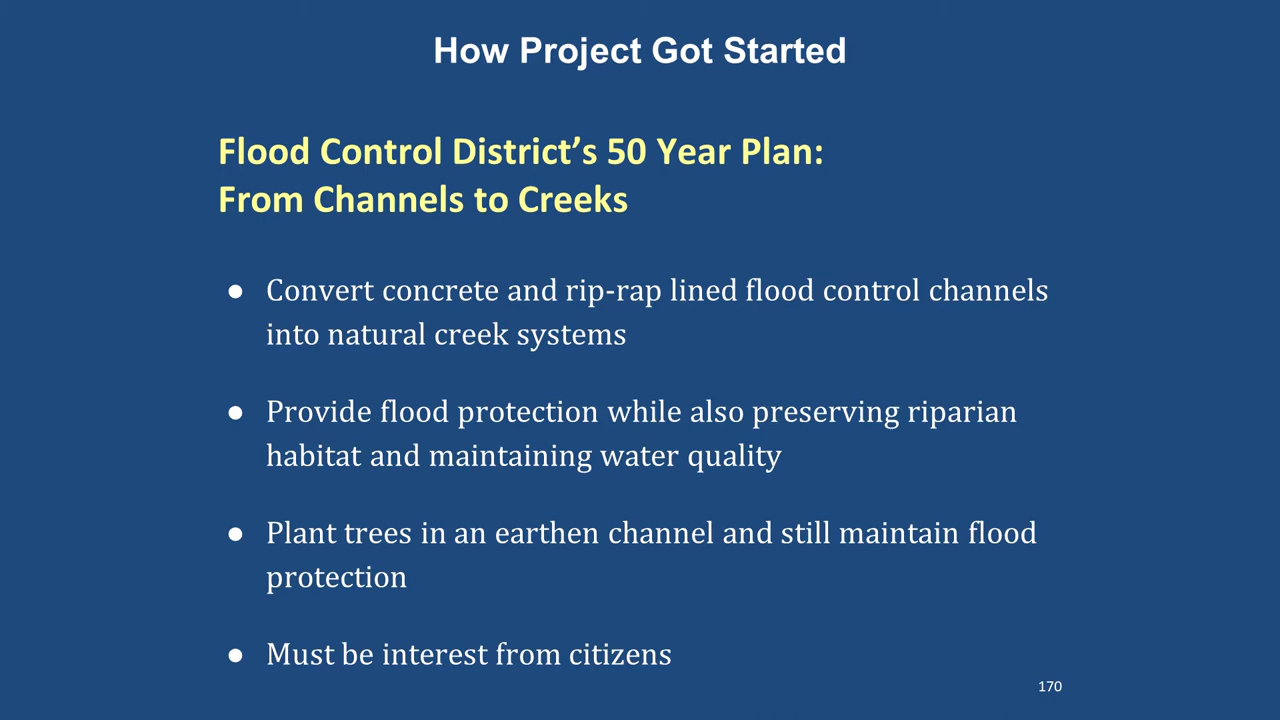 How Project Got Started
Flood Control District’s 50 Year Plan:
From Channels to Creeks
● Convert concrete and rip-rap lined flood control channels
into natural creek systems
● Provide flood protection while also preserving riparian
habitat and maintaining water quality
● Plant trees in an earthen channel and still maintain flood
protection
● Must be interest from citizens
170